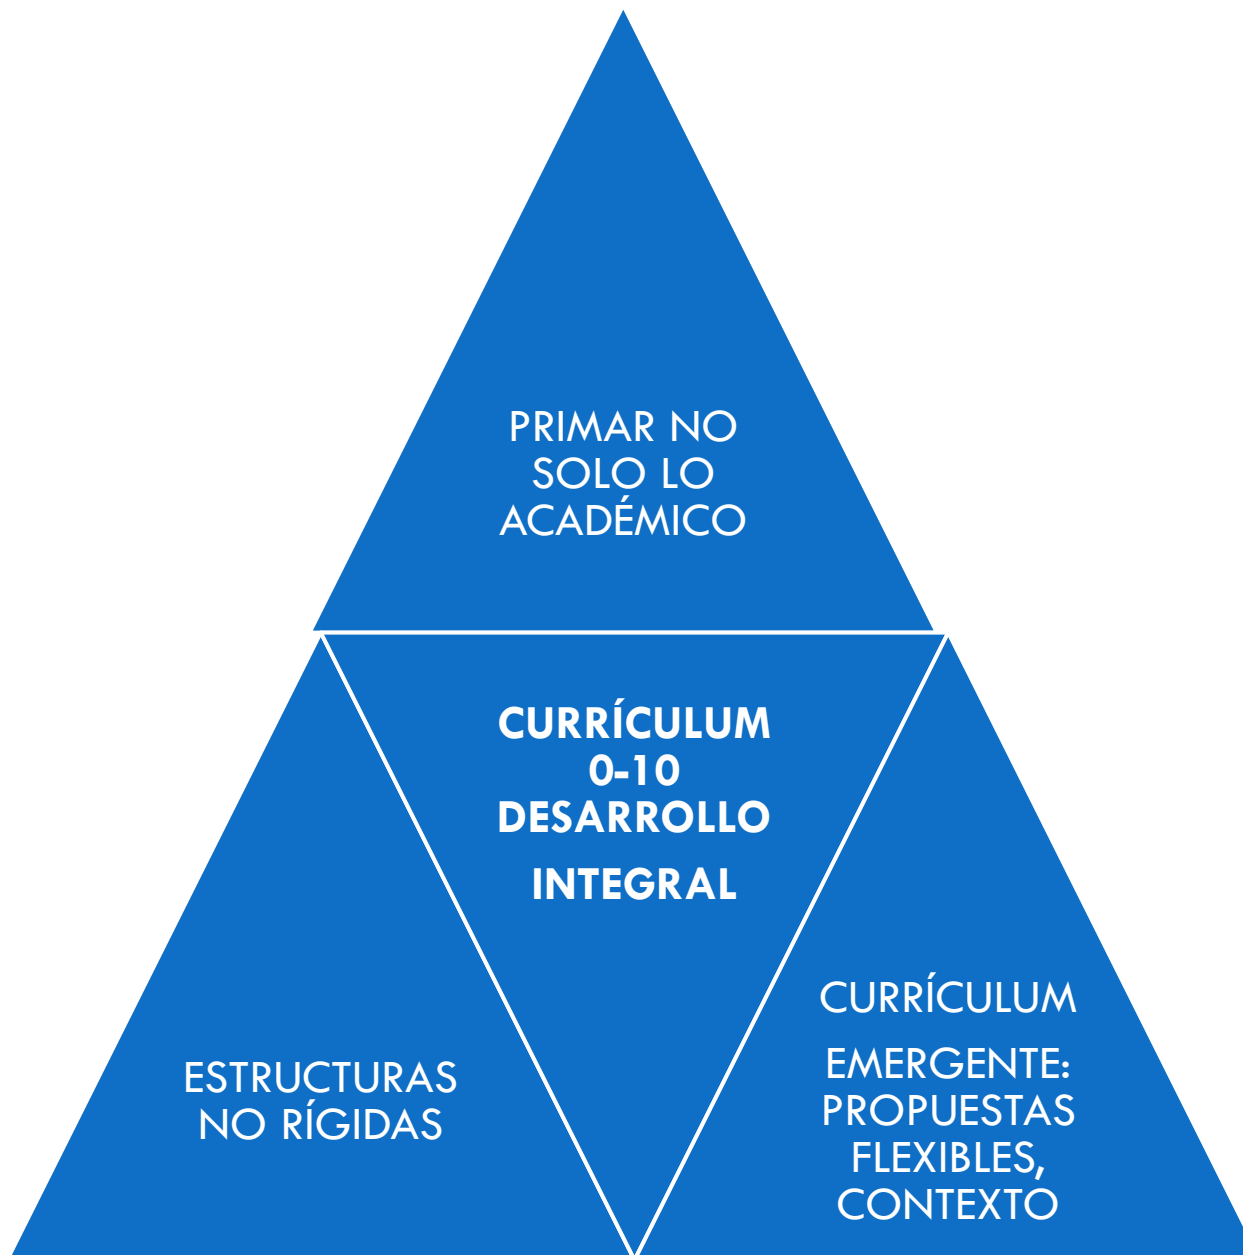 PRIMAR NO
SOLO LO
ACADÉMICO
CURRÍCULUM
0-10
DESARROLLO
INTEGRAL
ESTRUCTURAS
NO RÍGIDAS
CURRÍCULUM
EMERGENTE:
PROPUESTAS
FLEXIBLES,
CONTEXTO